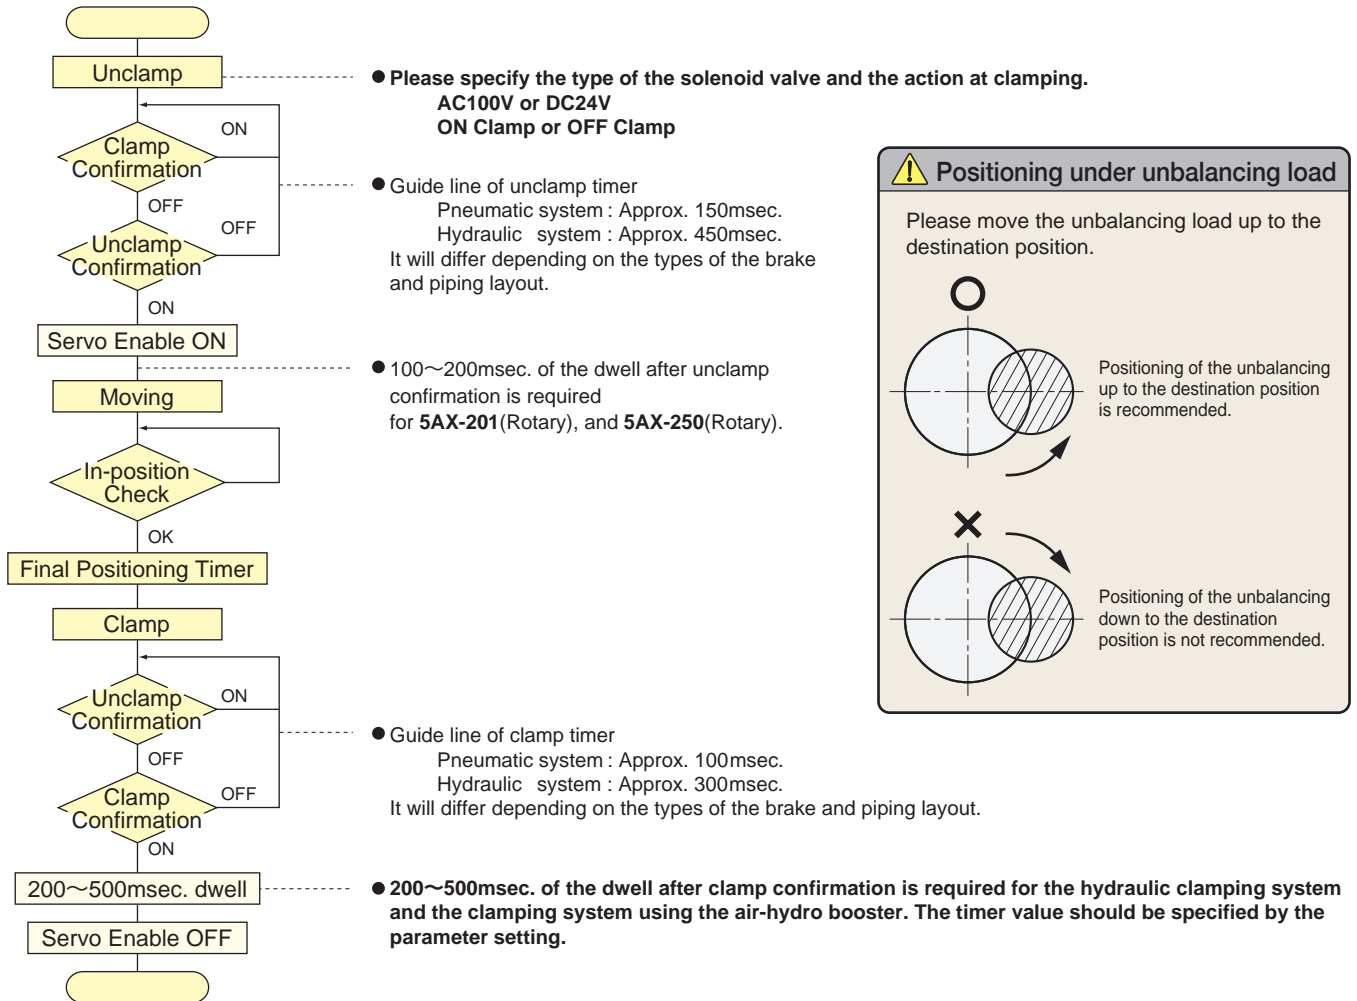 Unclamp
● Please specify the type of the solenoid valve and the action at clamping.
AC100V or DC24V
ON Clamp or OFF Clamp
ON
Clamp
Confirmation
OFF
● Guide line of unclamp timer
Pneumatic system : Approx. 150msec.
Hydraulic system : Approx. 450msec.
It will differ depending on the types of the brake
and piping layout.
OFF
Unclamp
Confirmation
ON
Servo Enable ON
● 100～200msec. of the dwell after unclamp
confirmation is required
for 5AX-201(Rotary), and 5AX-250(Rotary).
Moving
In-position
Check
OK
Final Positioning Timer
Clamp
Unclamp
Confirmation
ON
OFF
● Guide line of clamp timer
Pneumatic system : Approx. 100msec.
Hydraulic system : Approx. 300msec.
It will differ depending on the types of the brake and piping layout.
Clamp
Confirmation
OFF
ON
200～500msec. dwell
● 200～500msec. of the dwell after clamp confirmation is required for the hydraulic clamping system
and the clamping system using the air-hydro booster. The timer value should be specified by the
parameter setting.
Servo Enable OFF
Positioning under unbalancing load
Please move the unbalancing load up to the
destination position.
Positioning of the unbalancing
up to the destination position
is recommended.
Positioning of the unbalancing
down to the destination
position is not recommended.